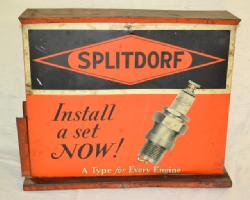 SPLITDORF
Install
a set
NOW!
A Type for Every Engine